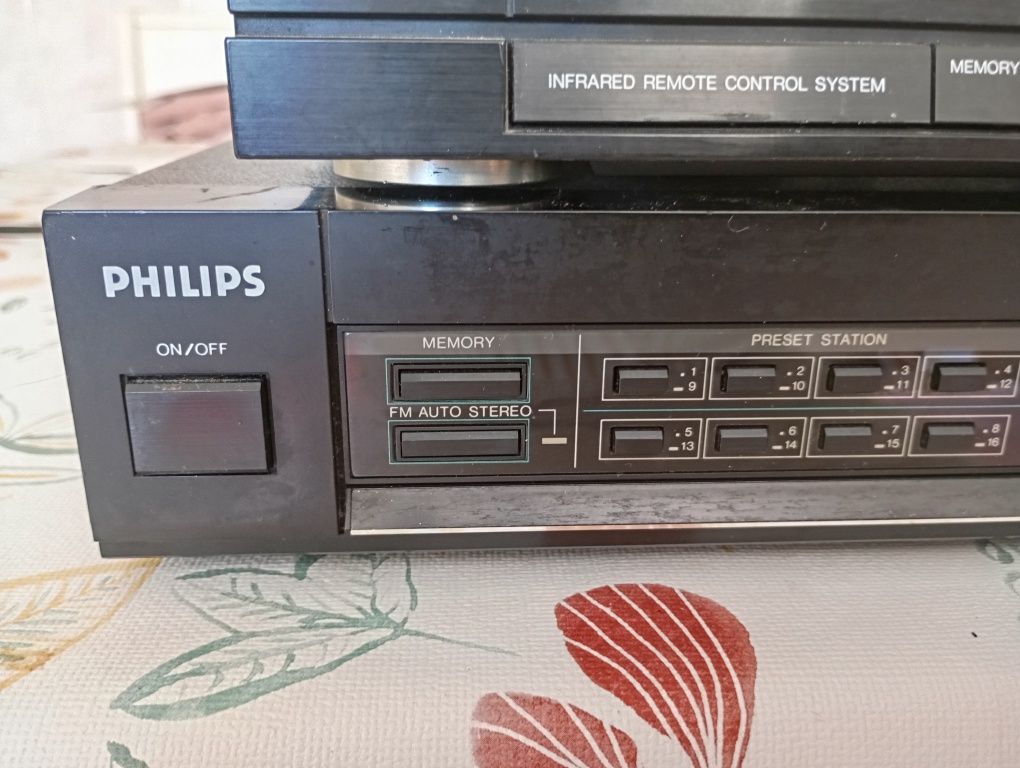 INFRARED REMOTE CONTROL SYSTEM
MEMORY
PHILIPS
ON/OFF
MEMORY
PRESET STATION
1
9
2
10
3
11
4
12
FM AUTO STEREO
5
13
6
14
7
15
8
16